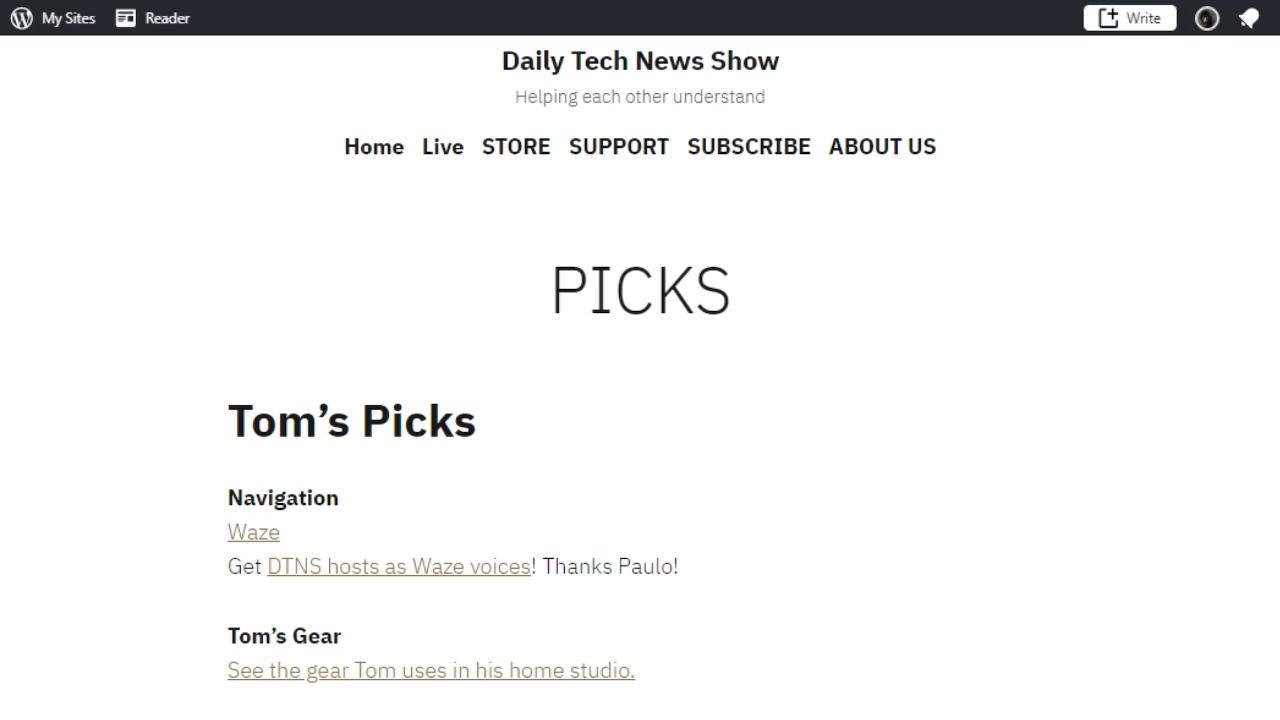 My Sites Reader Write
Daily Tech News Show
Helping each other understand
Home Live STORE SUPPORT SUBSCRIBE ABOUT US
PICKS
Tom’s Picks
Navigation
Waze
Get DTNS hosts as Waze voices! Thanks Paulo!
Tom’s Gear
See the gear Tom uses in his home studio.